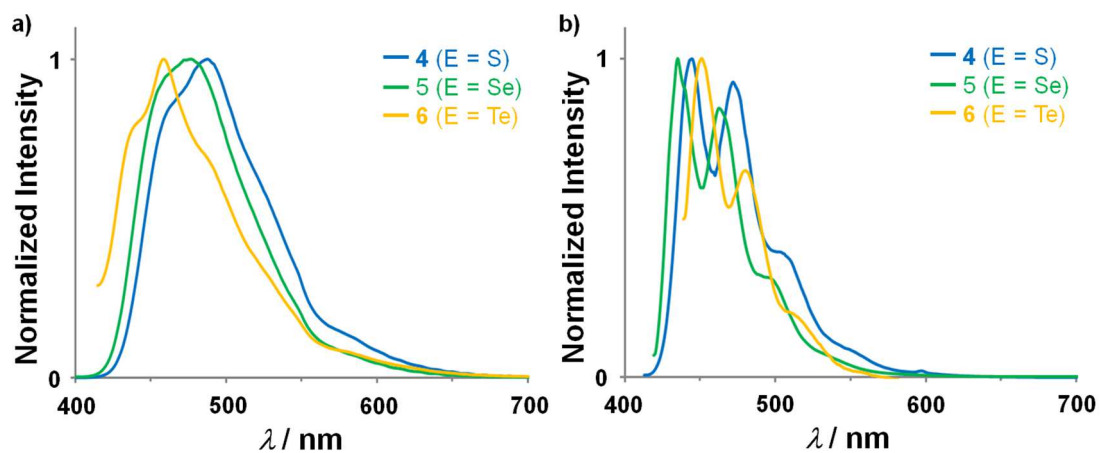 a)
Normalized Intensity
1
0
4 (E = S)
5 (E = Se)
6 (E = Te)
400 500 600 700
λ / nm
b)
Normalized Intensity
1
0
4 (E = S)
5 (E = Se)
6 (E = Te)
400 500 600 700
λ / nm